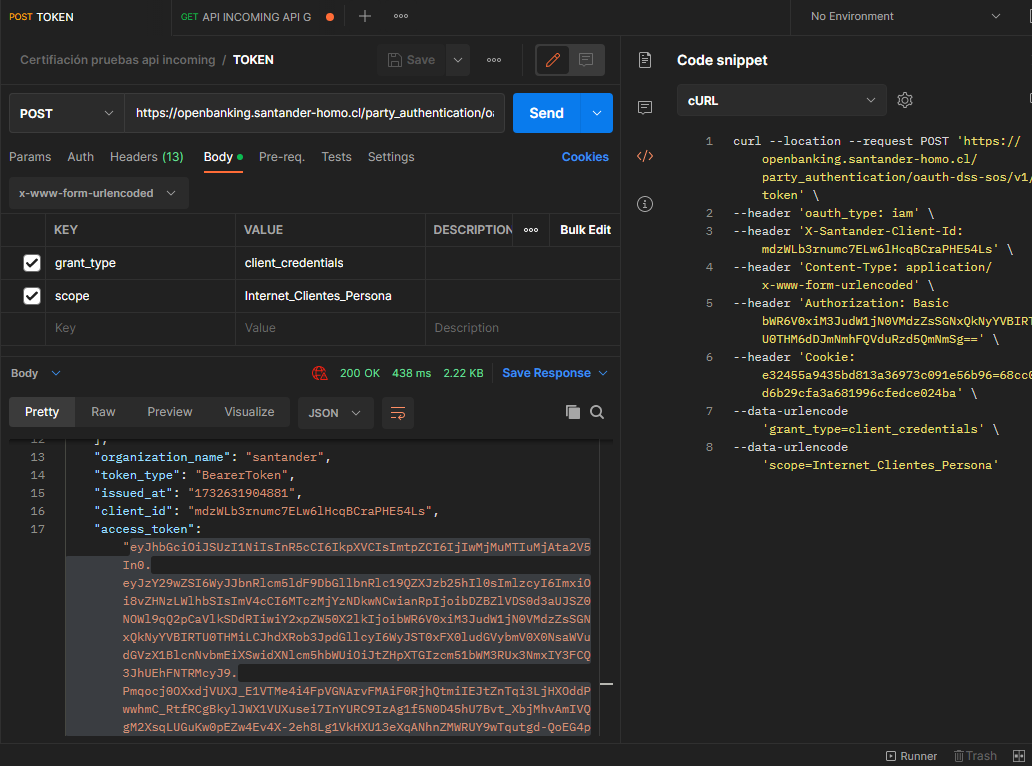 POST TOKEN
GET API INCOMING API G
No Environment
Certifiación pruebas api incoming / TOKEN
Save
POST
https://openbanking.santander-homo.cl/party_authentication/oa
Send
Params Auth Headers (13) Body Pre-req. Tests Settings
Cookies
x-www-form-urlencoded
KEY VALUE DESCRIPTION Bulk Edit
grant_type client_credentials
scope Internet_Clientes_Persona
Key Value Description
Body
200 OK 438 ms 2.22 KB Save Response
Pretty Raw Preview Visualize JSON
12 ],
13 "organization_name": "santander",
14 "token_type": "BearerToken",
15 "issued_at": "1732631904881",
16 "client_id": "mdzWLb3rnumc7ELw6lHcqBCraPHE54Ls",
17 "access_token":
Code snippet
cURL
1 curl --location --request POST 'https://
openbanking.santander-homo.cl/
party_authentication/oauth-dss-sos/v1/
token' \
2 --header 'oauth_type: iam' \
3 --header 'X-Santander-Client-Id:
mdzWLb3rnumc7ELw6lHcqBCraPHE54Ls' \
4 --header 'Content-Type: application/
x-www-form-urlencoded' \
5 --header 'Authorization: Basic
6 --header 'Cookie:
7 --data-urlencode
'grant_type=client_credentials' \
8 --data-urlencode
'scope=Internet_Clientes_Persona'
Runner
Trash